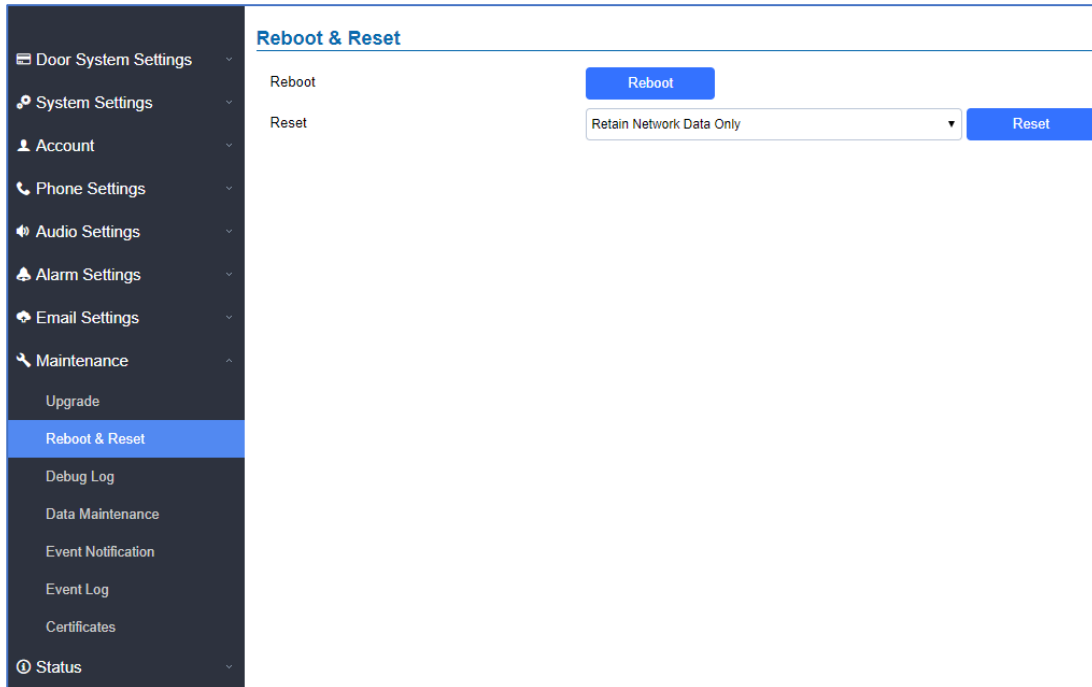 Door System Settings
System Settings
Account
Phone Settings
Audio Settings
Alarm Settings
Email Settings
Maintenance
Upgrade
Reboot & Reset
Debug Log
Data Maintenance
Event Notification
Event Log
Certificates
Status
Reboot & Reset
Reboot Reboot
Reset Retain Network Data Only Reset